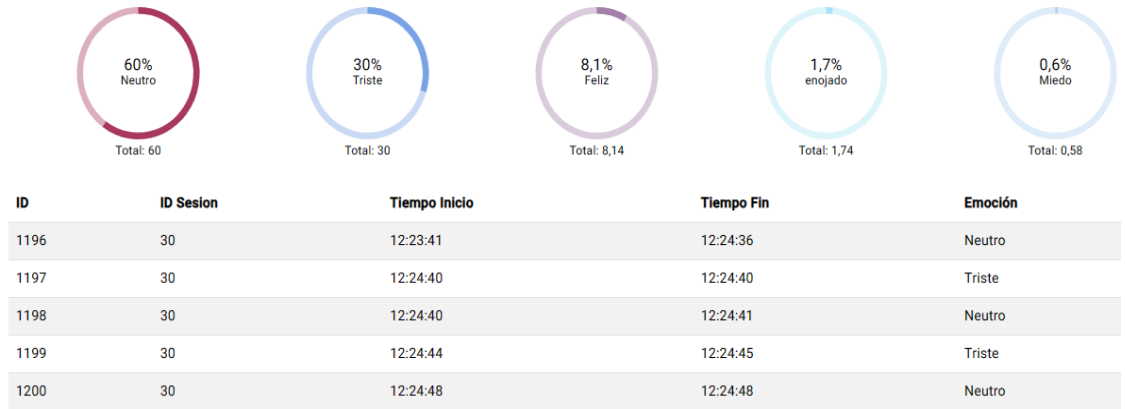 60% 30% 8,1% 1,7% 0,6%
Neutro Triste Feliz enojado Miedo
Total: 60 Total: 30 Total: 8,14 Total: 1,74 Total: 0,58
ID ID Sesion Tiempo Inicio Tiempo Fin Emoción
1196 30 12:23:41 12:24:36 Neutro
1197 30 12:24:40 12:24:40 Triste
1198 30 12:24:40 12:24:41 Neutro
1199 30 12:24:44 12:24:45 Triste
1200 30 12:24:48 12:24:48 Neutro